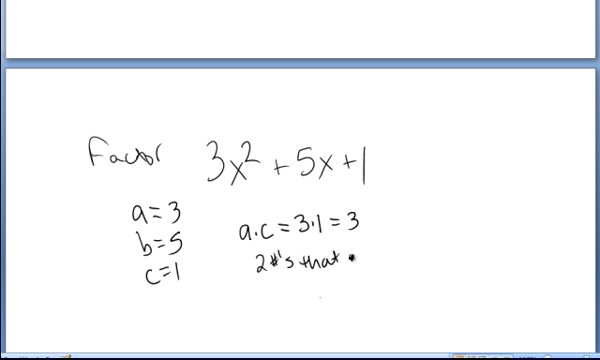 Factor 3x² + 5x + 1
a = 3
b = 5
c = 1
a·c = 3·1 = 3
2 #'s that